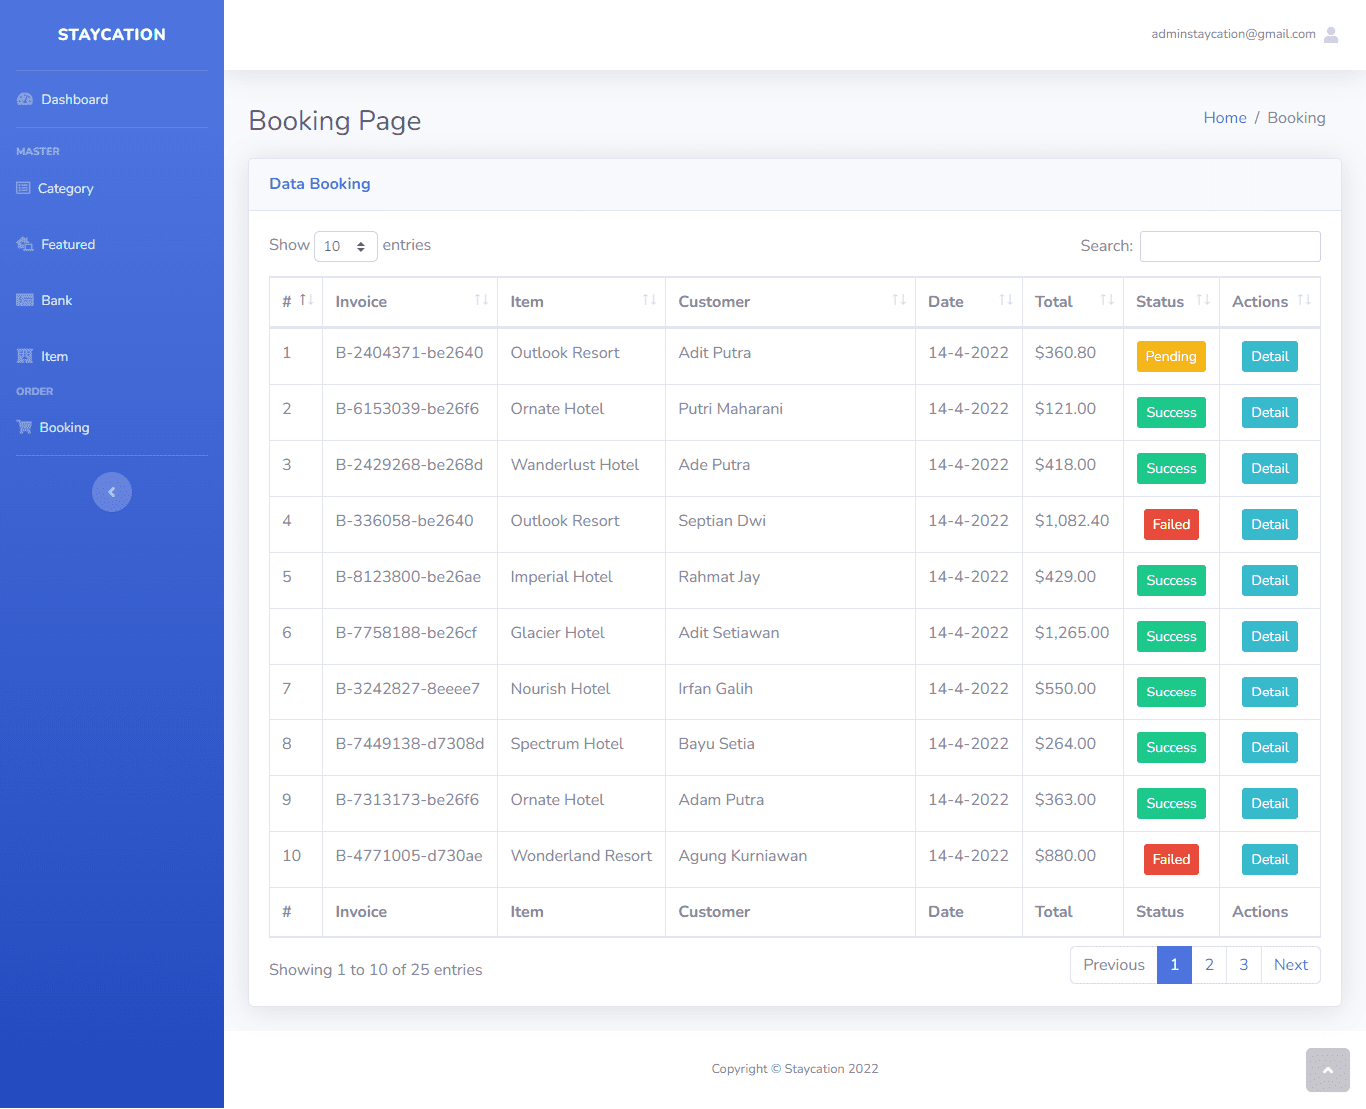 STAYCATION
adminstaycation@gmail.com
Dashboard
MASTER
Category
Featured
Bank
Item
ORDER
Booking
Booking Page
Home / Booking
Data Booking
Show 10 entries Search:
# Invoice Item Customer Date Total Status Actions
1 B-2404371-be2640 Outlook Resort Adit Putra 14-4-2022 $360.80 Pending Detail
2 B-6153039-be26f6 Ornate Hotel Putri Maharani 14-4-2022 $121.00 Success Detail
3 B-2429268-be268d Wanderlust Hotel Ade Putra 14-4-2022 $418.00 Success Detail
4 B-336058-be2640 Outlook Resort Septian Dwi 14-4-2022 $1,082.40 Failed Detail
5 B-8123800-be26ae Imperial Hotel Rahmat Jay 14-4-2022 $429.00 Success Detail
6 B-7758188-be26cf Glacier Hotel Adit Setiawan 14-4-2022 $1,265.00 Success Detail
7 B-3242827-8eeee7 Nourish Hotel Irfan Galih 14-4-2022 $550.00 Success Detail
8 B-7449138-d7308d Spectrum Hotel Bayu Setia 14-4-2022 $264.00 Success Detail
9 B-7313173-be26f6 Ornate Hotel Adam Putra 14-4-2022 $363.00 Success Detail
10 B-4771005-d730ae Wonderland Resort Agung Kurniawan 14-4-2022 $880.00 Failed Detail
# Invoice Item Customer Date Total Status Actions
Showing 1 to 10 of 25 entries
Previous 1 2 3 Next
Copyright © Staycation 2022